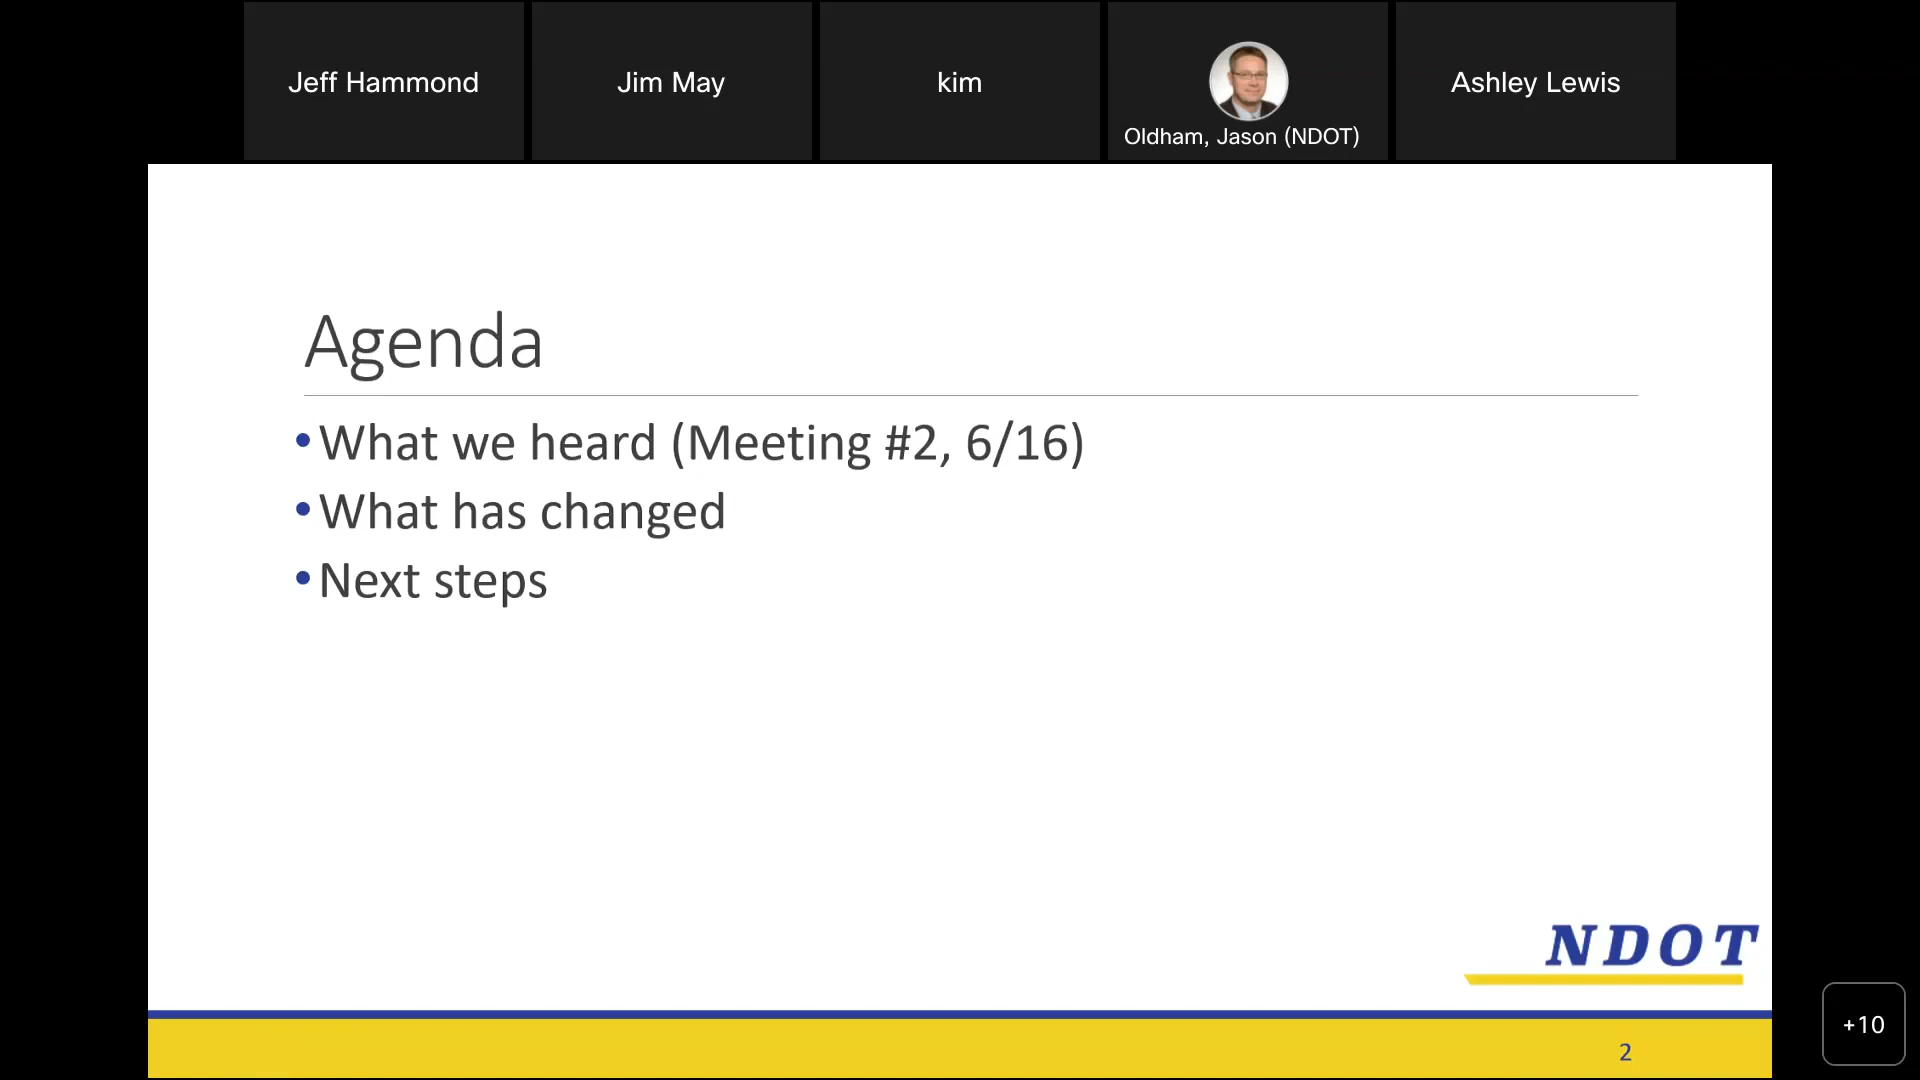 Jeff Hammond
Jim May
kim
Oldham, Jason (NDOT)
Ashley Lewis
Agenda
•What we heard (Meeting #2, 6/16)
•What has changed
•Next steps
NDOT
2
+10